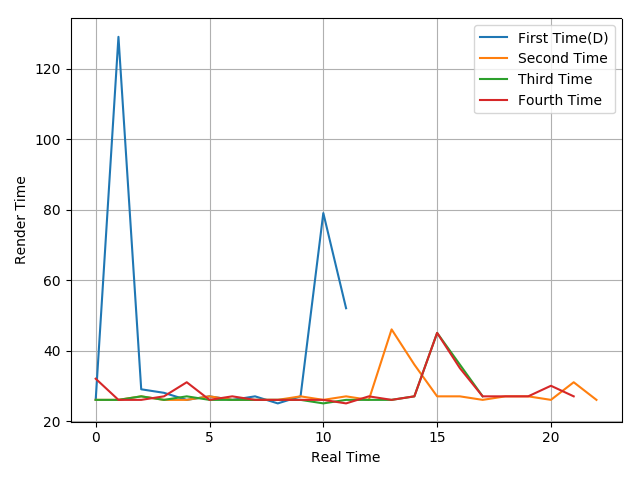 First Time(D)
Second Time
Third Time
Fourth Time
Render Time
120
100
80
60
40
20
0 5 10 15 20
Real Time